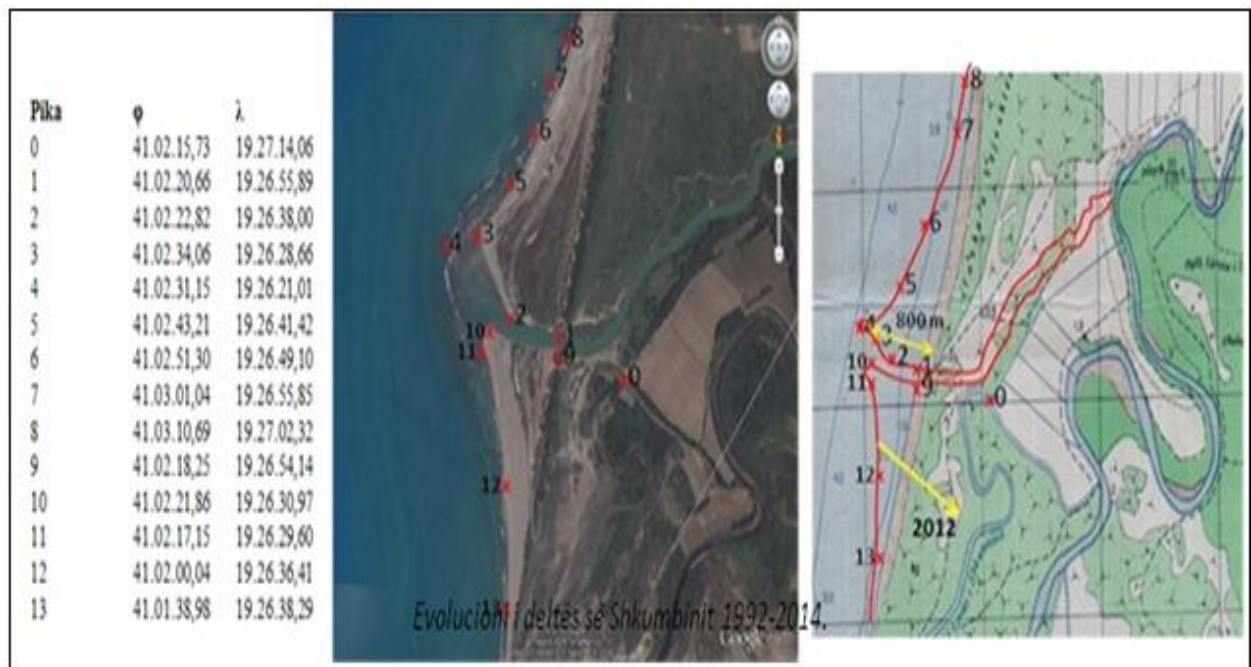 Pika φ λ
0 41.02.15,73 19.27.14,06
1 41.02.20,66 19.26.55,89
2 41.02.22,82 19.26.38,00
3 41.02.34,06 19.26.28,66
4 41.02.31,15 19.26.21,01
5 41.02.43,21 19.26.41,42
6 41.02.51,30 19.26.49,10
7 41.03.01,04 19.26.55,85
8 41.03.10,69 19.27.02,32
9 41.02.18,25 19.26.54,14
10 41.02.21,86 19.26.30,97
11 41.02.17,15 19.26.29,60
12 41.02.00,04 19.26.36,41
13 41.01.38,98 19.26.38,29
8
7
6
5
4 3
2
10 1
11 9
0
12
Evolucioni i deltës së Shkumbinit 1992-2014.
Google
8
7
6
5
4
800 m
3
2
1
10
11
9
0
12
2012
13